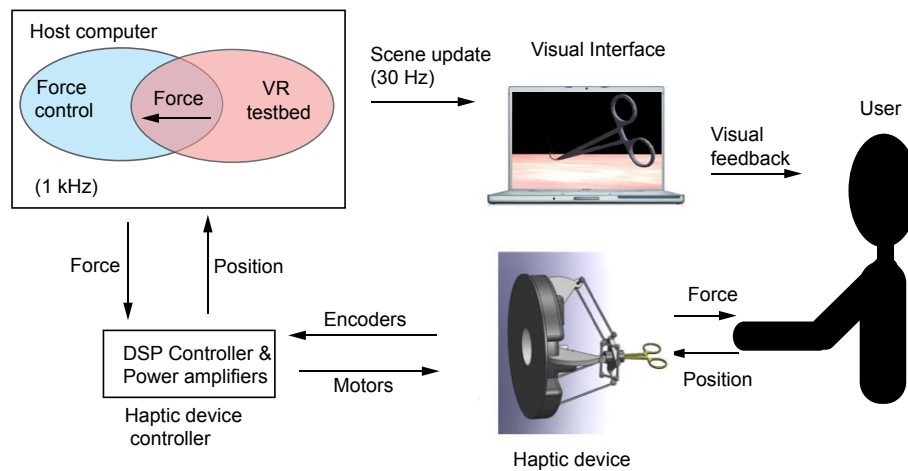 Host computer
Force
control
Force
VR
testbed
(1 kHz)
Scene update
(30 Hz)
Visual Interface
Visual
feedback
User
Force
Position
Encoders
Motors
DSP Controller &
Power amplifiers
Haptic device
controller
Force
Position
Haptic device